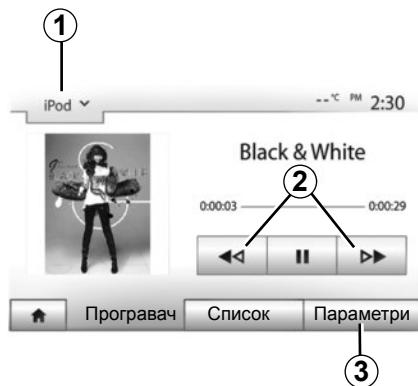 1
iPod
--°C PM 2:30
Black & White
2
0:00:03 0:00:29
Програвач Список Параметри
3